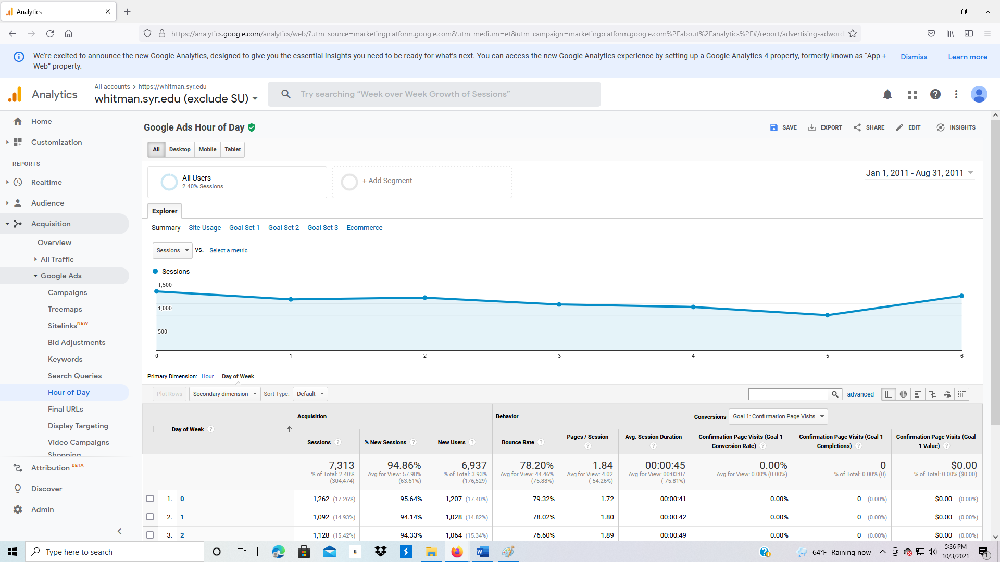 Analytics
https://analytics.google.com/analytics/web/?utm_source=marketingplatform.google.com&utm_medium=et&utm_campaign=marketingplatform.google.com%2Fabout%2Fanalytics%2F#/report/advertising-adword
We're excited to announce the new Google Analytics, designed to give you the essential insights you need to be ready for what's next. You can access the new Google Analytics experience by setting up a Google Analytics 4 property, formerly known as “App +
Web” property.
Dismiss
Learn more
Analytics
All accounts > https://whitman.syr.edu
whitman.syr.edu (exclude SU)
Try searching “Week over Week Growth of Sessions”
Home
Customization
REPORTS
Realtime
Audience
Acquisition
Overview
All Traffic
Google Ads
Campaigns
Treemaps
Sitelinks NEW
Bid Adjustments
Keywords
Search Queries
Hour of Day
Final URLs
Display Targeting
Video Campaigns
Shopping
Attribution BETA
Discover
Admin
Google Ads Hour of Day
SAVE
EXPORT
SHARE
EDIT
INSIGHTS
All
Desktop
Mobile
Tablet
All Users
2.40% Sessions
+ Add Segment
Jan 1, 2011 - Aug 31, 2011
Explorer
Summary
Site Usage
Goal Set 1
Goal Set 2
Goal Set 3
Ecommerce
Sessions
VS.
Select a metric
Sessions
1,500
1,000
500
0 1 2 3 4 5 6
Primary Dimension: Hour Day of Week
Plot Rows
Secondary dimension
Sort Type:
Default
advanced
Day of Week ?
Acquisition
Behavior
Conversions
Goal 1: Confirmation Page Visits
Sessions ?
% New Sessions ?
New Users ?
Bounce Rate ?
Pages / Session ?
Avg. Session Duration ?
Confirmation Page Visits (Goal 1
Conversion Rate) ?
Confirmation Page Visits (Goal 1
Completions) ?
Confirmation Page Visits (Goal
1 Value) ?
7,313
% of Total: 2.40%
(304,474)
94.86%
Avg for View: 57.98%
(63.61%)
6,937
% of Total: 3.93%
(176,529)
78.20%
Avg for View: 44.46%
(75.88%)
1.84
Avg for View: 4.02
(-54.26%)
00:00:45
Avg for View: 00:03:07
(-75.81%)
0.00%
Avg for View: 0.00% (0.00%)
0
% of Total: 0.00% (0)
$0.00
% of Total: 0.00% ($0.00)
1. 0 1,262 (17.26%) 95.64% 1,207 (17.40%) 79.32% 1.72 00:00:41 0.00% 0 (0.00%) $0.00 (0.00%)
2. 1 1,092 (14.93%) 94.14% 1,028 (14.82%) 78.02% 1.80 00:00:42 0.00% 0 (0.00%) $0.00 (0.00%)
3. 2 1,128 (15.42%) 94.33% 1,064 (15.34%) 76.60% 1.89 00:00:49 0.00% 0 (0.00%) $0.00 (0.00%)
Type here to search
a
64°F Raining now
5:36 PM
10/3/2021
1